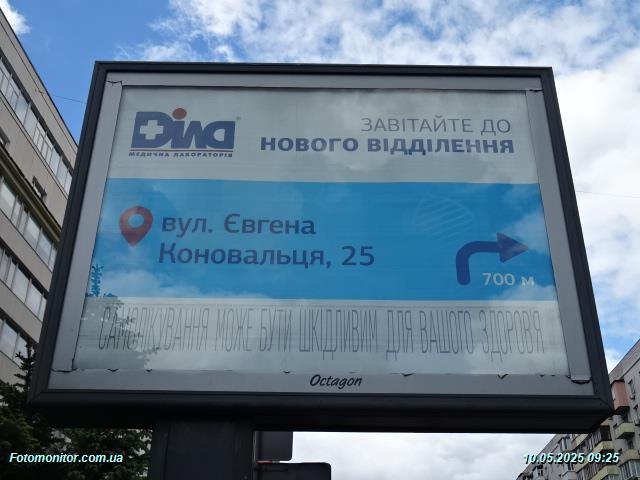 Діла
МЕДИЧНА ЛАБОРАТОРІЯ
ЗАВІТАЙТЕ ДО
НОВОГО ВІДДІЛЕННЯ
вул. Євгена
Коновальця, 25
700 м
САМОЛІКУВАННЯ МОЖЕ БУТИ ШКІДЛИВИМ ДЛЯ ВАШОГО ЗДОРОВ'Я
Octagon
Fotomonitor.com.ua
10.05.2025 09:25